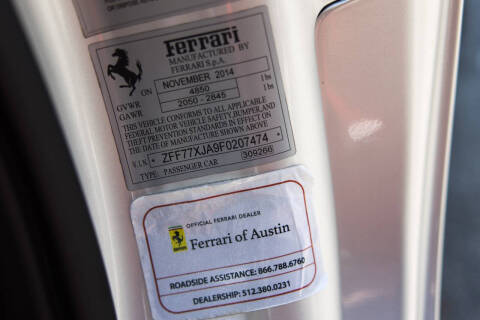 OR DISPOSE A
Ferrari
MANUFACTURED BY
FERRARI S.p.A.
ON NOVEMBER 2014
GVWR 4850 lbs
GAWR 2050 - 2845 lbs
THIS VEHICLE CONFORMS TO ALL APPLICABLE
FEDERAL MOTOR VEHICLE SAFETY, BUMPER, AND
THEFT PREVENTION STANDARDS IN EFFECT ON
THE DATE OF MANUFACTURE SHOWN ABOVE
V.I.N. * ZFF77XJA9F0207474 *
TYPE: PASSENGER CAR 309266
OFFICIAL FERRARI DEALER
Ferrari of Austin
ROADSIDE ASSISTANCE: 866.788.6760
DEALERSHIP: 512.380.0231